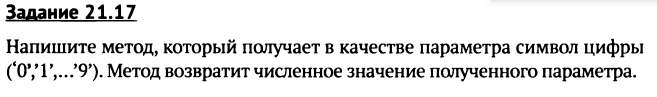 Задание 21.17
Напишите метод, который получает в качестве параметра символ цифры
(‘0’,’1’,…’9’). Метод возвратит численное значение полученного параметра.